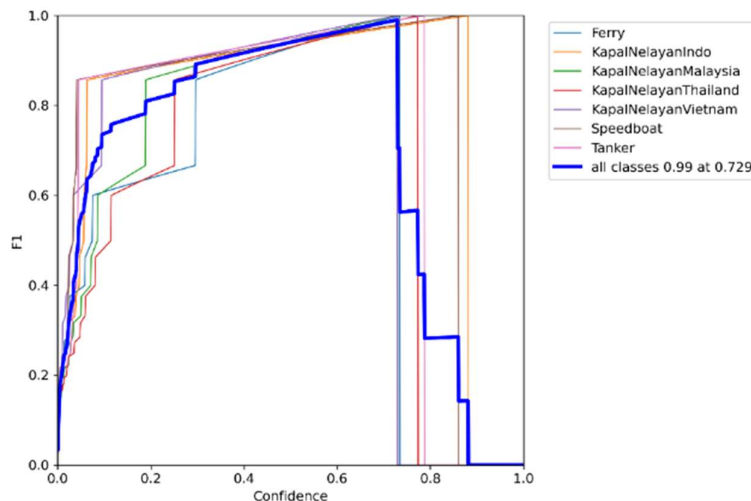 1.0
0.8
0.6
0.4
0.2
0.0
F1
0.0 0.2 0.4 0.6 0.8 1.0
Confidence
Ferry
KapalNelayanIndo
KapalNelayanMalaysia
KapalNelayanThailand
KapalNelayanVietnam
Speedboat
Tanker
all classes 0.99 at 0.729